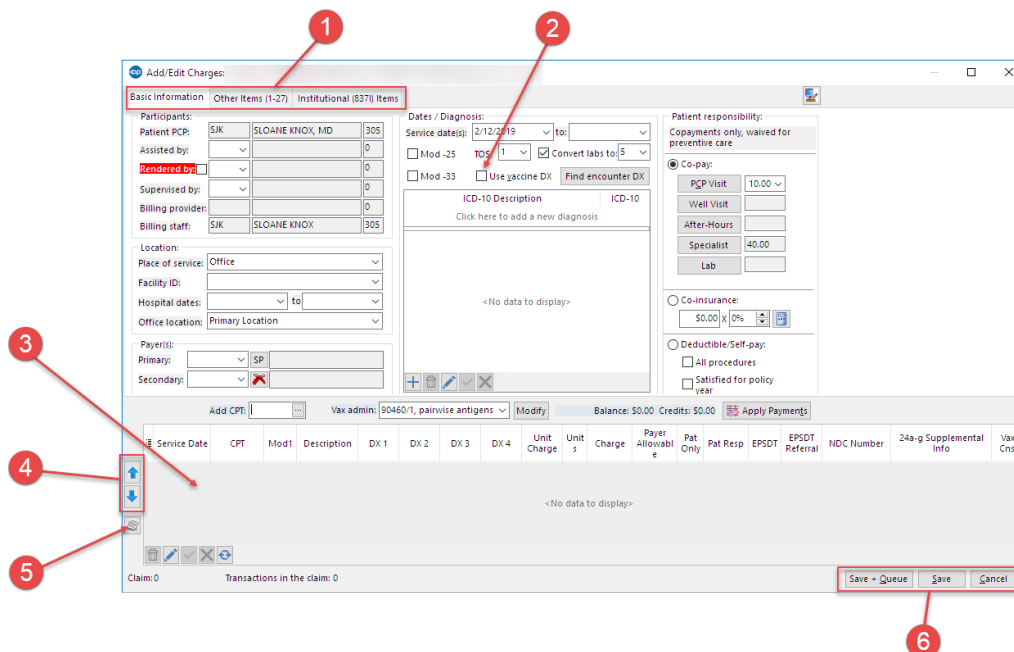 1
2
op Add/Edit Charges:
Basic Information Other Items (1-27) Institutional (837I) Items
Participants:
Patient PCP: SJK SLOANE KNOX, MD 305
Assisted by: 0
Rendered by: 0
Supervised by: 0
Billing provider: 0
Billing staff: SJK SLOANE KNOX 305
Location:
Place of service: Office
Facility ID:
Hospital dates: to
Office location: Primary Location
Payer(s):
Primary: SP
Secondary:
Dates / Diagnosis:
Service date(s): 2/12/2019 to:
Mod -25 TOS: 1 Convert labs to: 5
Mod -33 Use vaccine DX Find encounter DX
ICD-10 Description ICD-10
Click here to add a new diagnosis
<No data to display>
Patient responsibility:
Copayments only, waived for
preventive care
Co-pay:
PCP Visit 10.00
Well Visit
After-Hours
Specialist 40.00
Lab
Co-insurance:
$0.00 X 0%
Deductible/Self-pay:
All procedures
Satisfied for policy
year
3
Add CPT: ... Vax admin: 90460/1, pairwise antigens Modify Balance: $0.00 Credits: $0.00 Apply Payments
Service Date CPT Mod1 Description DX 1 DX 2 DX 3 DX 4 Unit Charge Unit s Charge Payer Allowabl e Pat Only Pat Resp EPSDT EPSDT Referral NDC Number 24a-g Supplemental Info Vax Cns
4
<No data to display>
5
Claim:0 Transactions in the claim: 0
Save + Queue Save Cancel
6